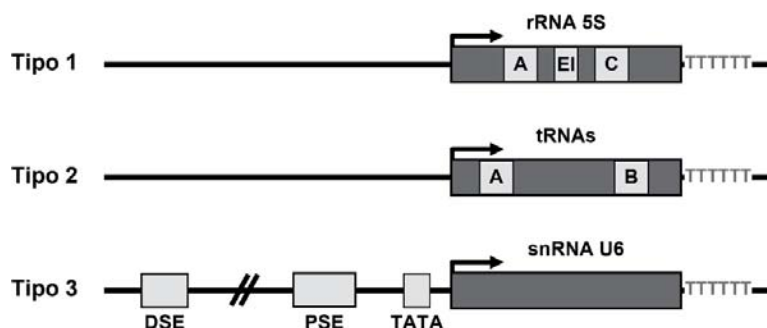 rRNA 5S
Tipo 1
A EI C
TTTTTT
tRNAs
Tipo 2
A B
TTTTTT
snRNA U6
Tipo 3
TTTTTT
DSE PSE TATA